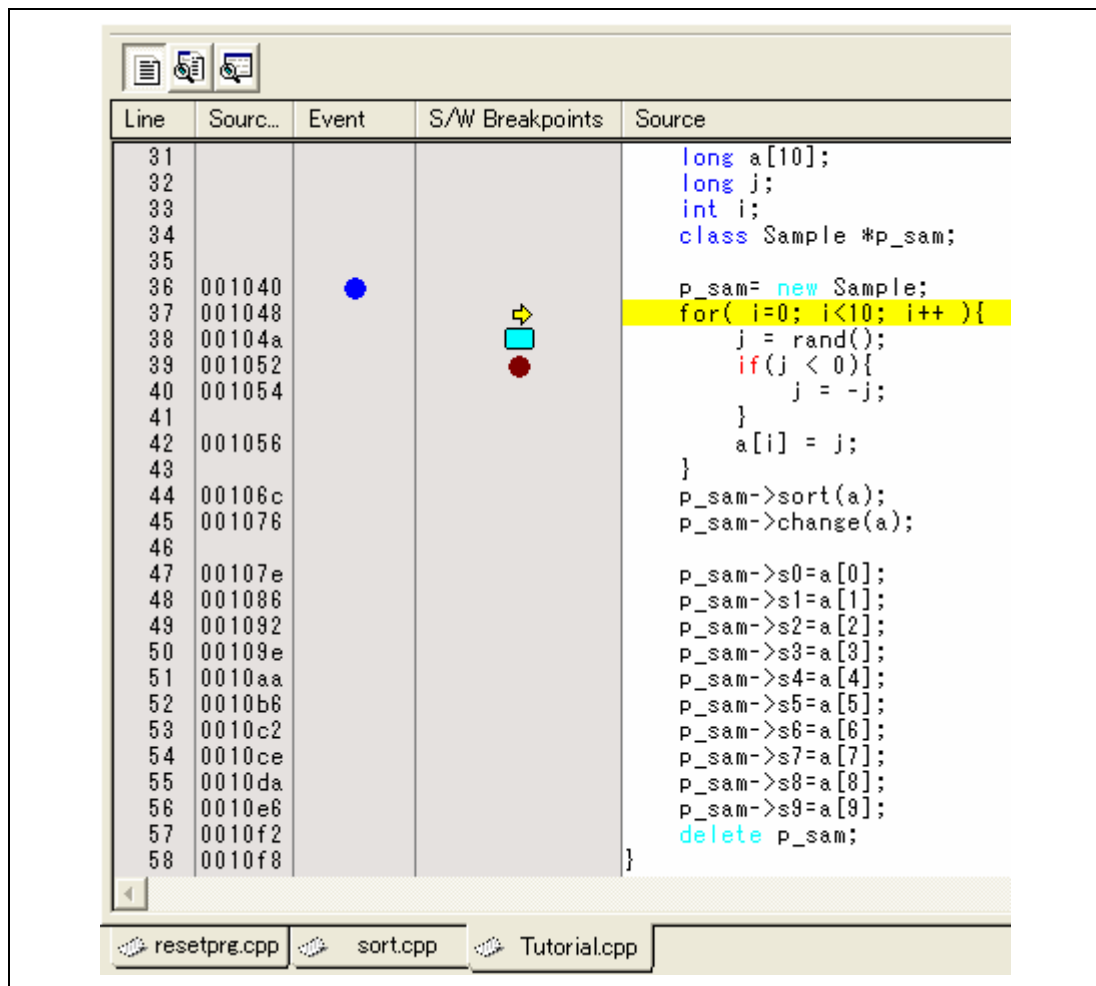 Line Sourc... Event S/W Breakpoints Source
31 long a[10];
32 long j;
33 int i;
34 class Sample *p_sam;
35
36 001040 p_sam= new Sample;
37 001048 for( i=0; i<10; i++ ){
38 00104a j = rand();
39 001052 if(j < 0){
40 001054 j = -j;
41 }
42 001056 a[i] = j;
43 }
44 00106c p_sam->sort(a);
45 001076 p_sam->change(a);
46
47 00107e p_sam->s0=a[0];
48 001086 p_sam->s1=a[1];
49 001092 p_sam->s2=a[2];
50 00109e p_sam->s3=a[3];
51 0010aa p_sam->s4=a[4];
52 0010b6 p_sam->s5=a[5];
53 0010c2 p_sam->s6=a[6];
54 0010ce p_sam->s7=a[7];
55 0010da p_sam->s8=a[8];
56 0010e6 p_sam->s9=a[9];
57 0010f2 delete p_sam;
58 0010f8 }
resetprg.cpp sort.cpp Tutorial.cpp